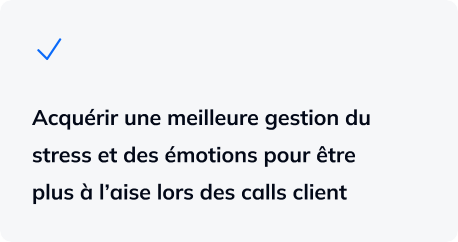 Acquérir une meilleure gestion du
stress et des émotions pour être
plus à l’aise lors des calls client